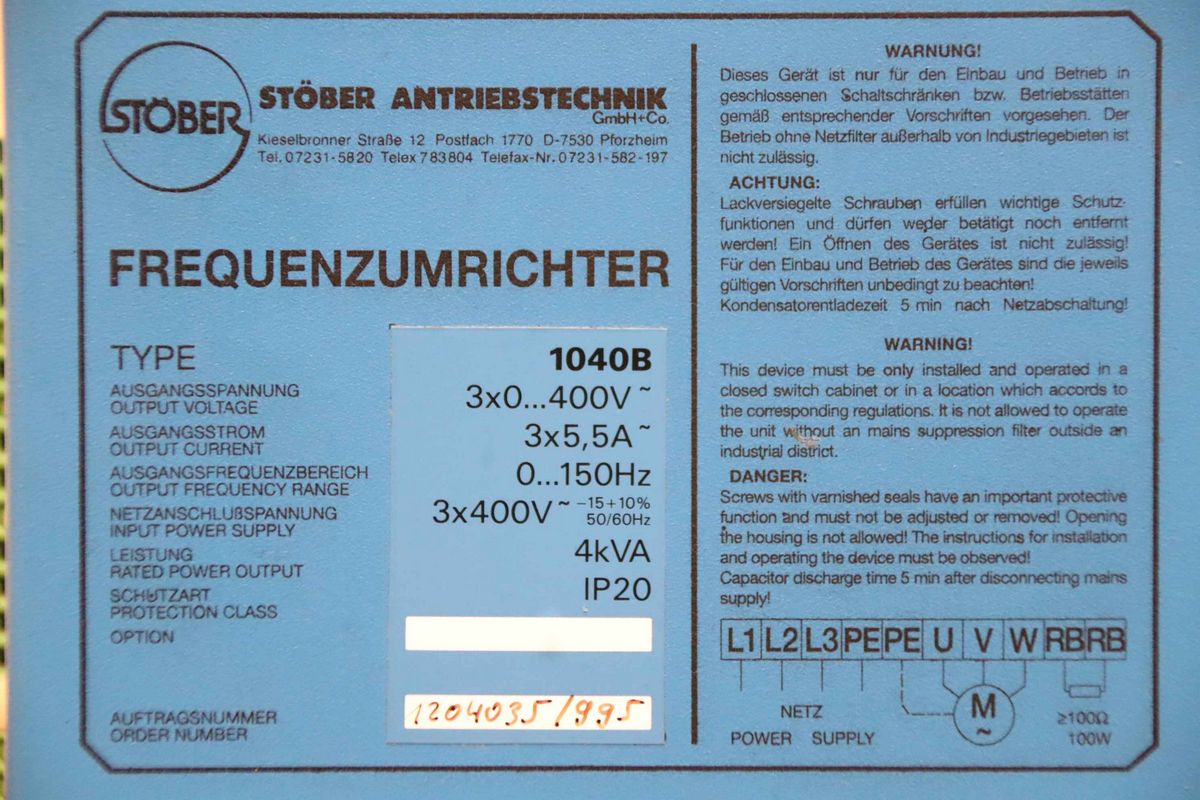 STÖBER
STÖBER ANTRIEBSTECHNIK
GmbH+Co.
Kieselbronner Straße 12 Postfach 1770 D-7530 Pforzheim
Tel. 07231-5820 Telex 783804 Telefax-Nr. 07231-582-197
FREQUENZUMRICHTER
TYPE 1040B
AUSGANGSSPANNUNG
OUTPUT VOLTAGE
3x0...400V~
AUSGANGSSTROM
OUTPUT CURRENT
3x5,5A~
AUSGANGSFREQUENZBEREICH
OUTPUT FREQUENCY RANGE
0...150Hz
NETZANSCHLUßSPANNUNG
INPUT POWER SUPPLY
3x400V~ -15+10%
50/60Hz
LEISTUNG
RATED POWER OUTPUT
4kVA
SCHUTZART
PROTECTION CLASS
IP20
OPTION
AUFTRAGSNUMMER
ORDER NUMBER
1204035/995
WARNUNG!
Dieses Gerät ist nur für den Einbau und Betrieb in
geschlossenen Schaltschränken bzw. Betriebsstätten
gemäß entsprechender Vorschriften vorgesehen. Der
Betrieb ohne Netzfilter außerhalb von Industriegebieten ist
nicht zulässig.
ACHTUNG:
Lackversiegelte Schrauben erfüllen wichtige Schutz-
funktionen und dürfen weder betätigt noch entfernt
werden! Ein Öffnen des Gerätes ist nicht zulässig!
Für den Einbau und Betrieb des Gerätes sind die jeweils
gültigen Vorschriften unbedingt zu beachten!
Kondensatorentladezeit 5 min nach Netzabschaltung!
WARNING!
This device must be only installed and operated in a
closed switch cabinet or in a location which accords to
the corresponding regulations. It is not allowed to operate
the unit without an mains suppression filter outside an
industrial district.
DANGER:
Screws with varnished seals have an important protective
function and must not be adjusted or removed! Opening
the housing is not allowed! The instructions for installation
and operating the device must be observed!
Capacitor discharge time 5 min after disconnecting mains
supply!
L1 L2 L3 PE PE U V W RB RB
M
~
NETZ
POWER SUPPLY
≥100Ω
100W